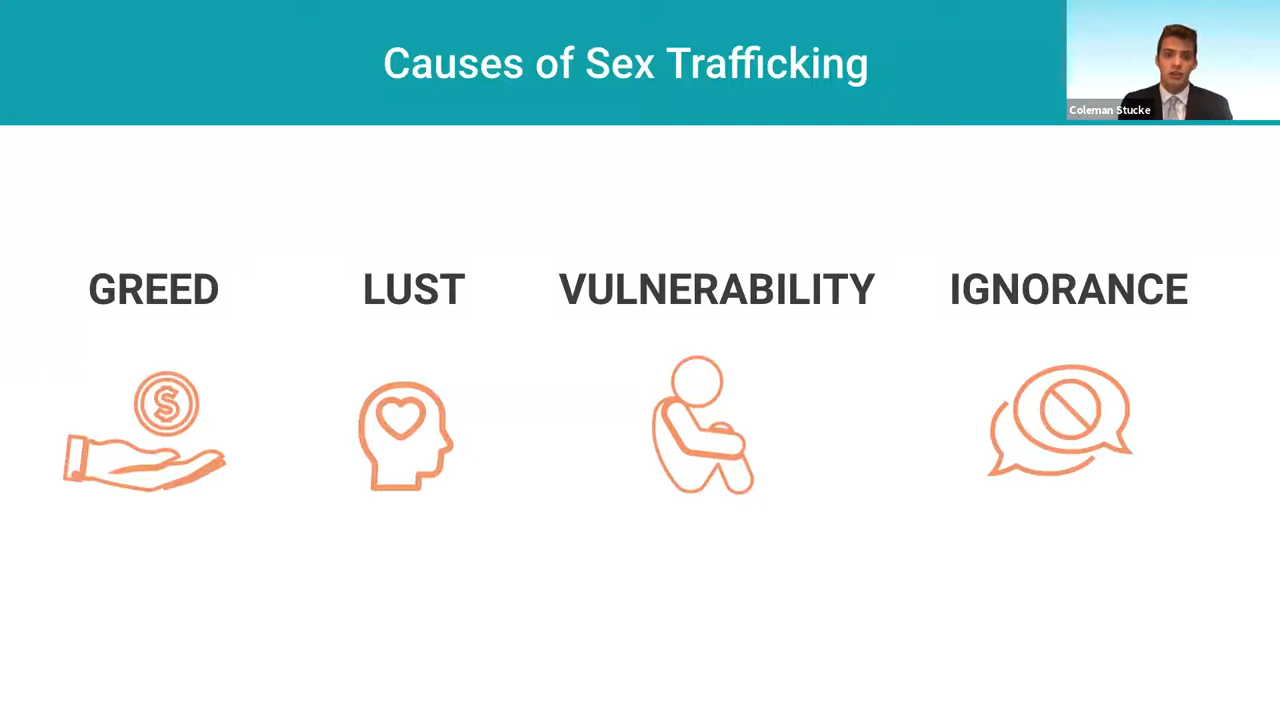 Causes of Sex Trafficking
Coleman Stucke
GREED
LUST
VULNERABILITY
IGNORANCE
$